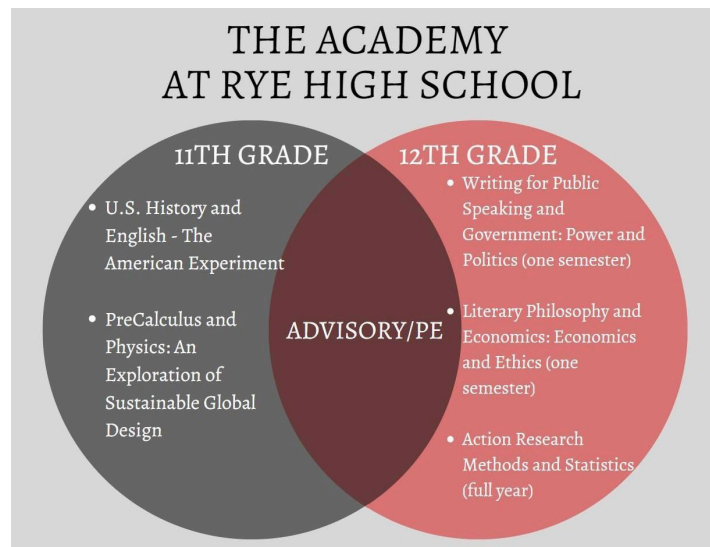 THE ACADEMY
AT RYE HIGH SCHOOL
11TH GRADE
• U.S. History and
English - The
American Experiment
• PreCalculus and
Physics: An
Exploration of
Sustainable Global
Design
ADVISORY/PE
12TH GRADE
• Writing for Public
Speaking and
Government: Power and
Politics (one semester)
• Literary Philosophy and
Economics: Economics
and Ethics (one
semester)
• Action Research
Methods and Statistics
(full year)